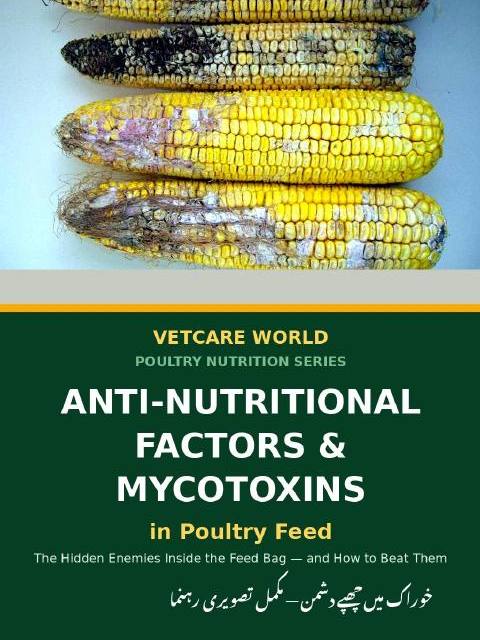 VETCARE WORLD
POULTRY NUTRITION SERIES
ANTI-NUTRITIONAL
FACTORS &
MYCOTOXINS
in Poultry Feed
The Hidden Enemies Inside the Feed Bag — and How to Beat Them
خوراک میں چھپے دشمن — مکمل تصویری رہنما